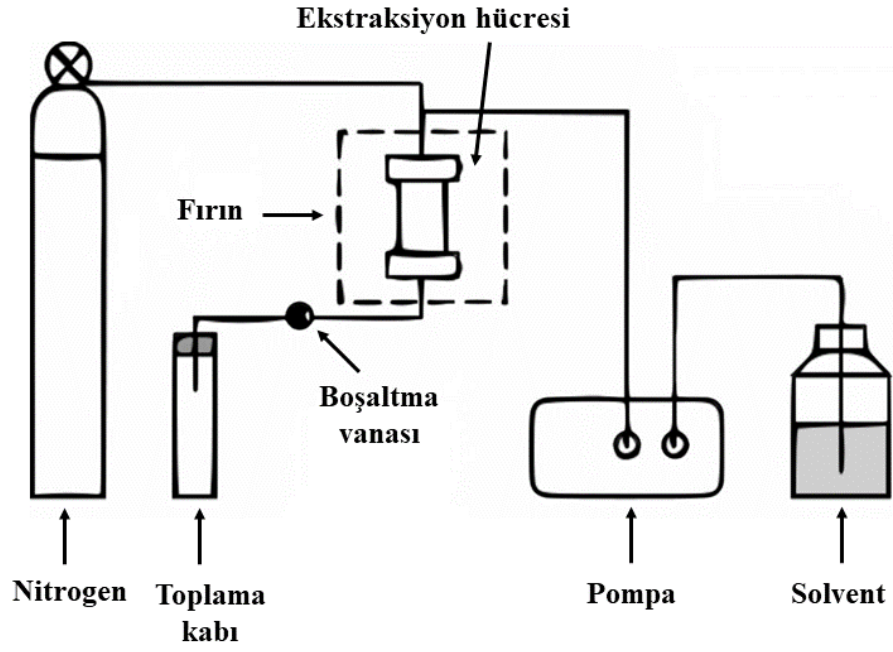 Ekstraksiyon hücresi
Fırın
Boşaltma
vanası
Nitrogen
Toplama
kabı
Pompa
Solvent